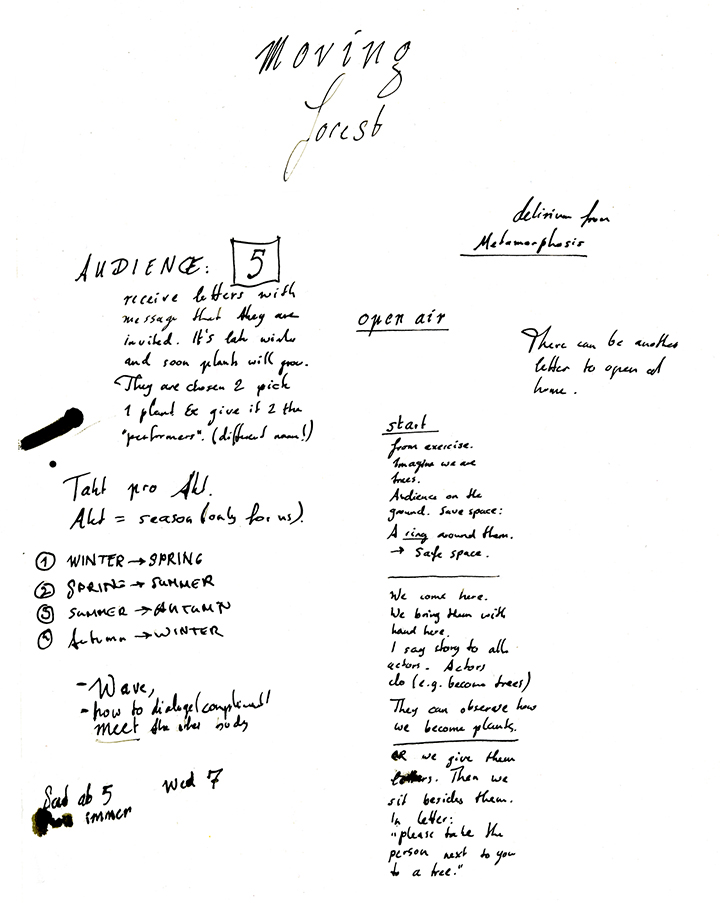 Moving
forest
delirium from
Metamorphosis
AUDIENCE: 5
receive letters with
message that they are
invited. It's late winter
and soon plants will grow.
They are chosen 2 pick
1 plant & give it 2 the
"performers". (different name!)
open air
There can be another
letter to open at
home.
start
from exercise.
Imagine we are
trees.
Audience on the
ground. Save space:
A ring around them.
→ Safe space.
Takt pro Akt.
Akt = season (only for us).
① WINTER → SPRING
② SPRING → SUMMER
③ SUMMER → AUTUMN
④ Autumn → WINTER
- Wave,
- how to
meet the other body
We come here.
We bring them with
hand here.
I say story to all
actors. Actors
do (e.g. become trees)
They can observe how
we become plants.
OR we give them
letters. Then we
sit besides them.
In letter:
"please take the
person next to you
to a tree."
ab 5
Wed 7
immer